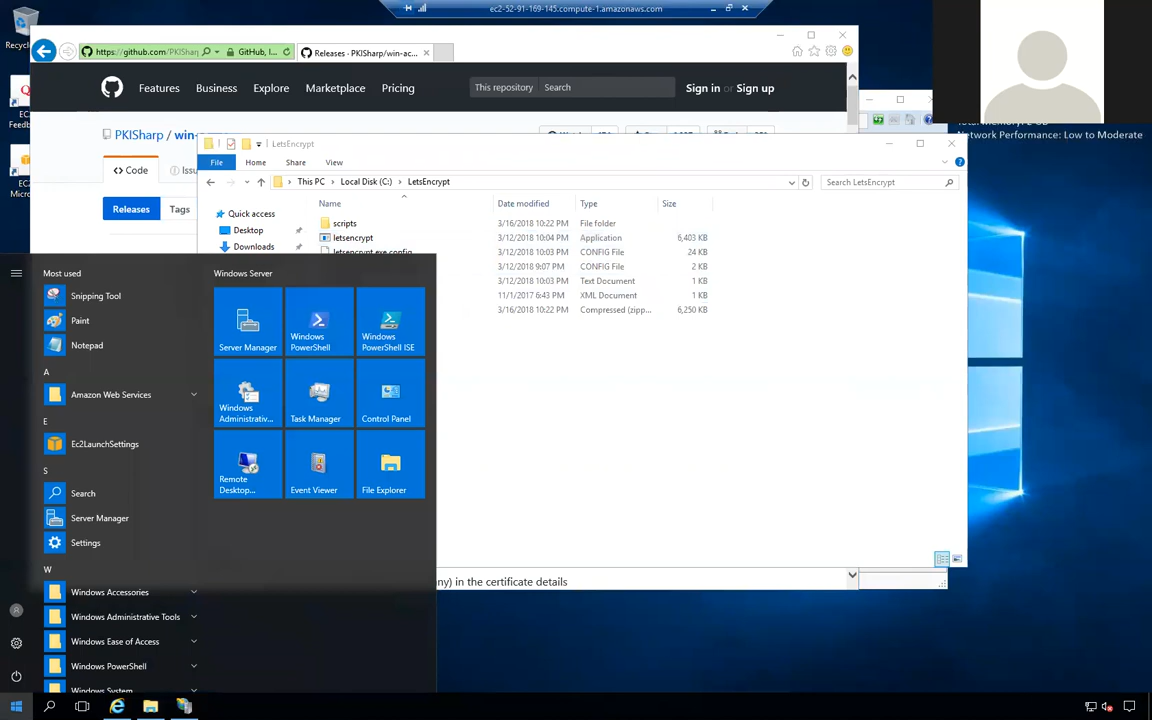 ec2-52-91-169-145.compute-1.amazonaws.com
https://github.com/PKIShar
GitHub, I...
Releases · PKISharp/win-ac...
Features
Business
Explore
Marketplace
Pricing
This repository
Search
Sign in or Sign up
PKISharp / win-
Code
Issu
Releases
Tags
Network Performance: Low to Moderate
LetsEncrypt
File
Home
Share
View
This PC
Local Disk (C:)
LetsEncrypt
Search LetsEncrypt
Name
Date modified
Type
Size
Quick access
Desktop
Downloads
scripts
3/16/2018 10:22 PM
File folder
letsencrypt
3/12/2018 10:04 PM
Application
6,403 KB
letsencrypt.exe.config
3/12/2018 10:03 PM
CONFIG File
24 KB
3/12/2018 9:07 PM
CONFIG File
2 KB
3/12/2018 10:03 PM
Text Document
1 KB
11/1/2017 6:43 PM
XML Document
1 KB
3/16/2018 10:22 PM
Compressed (zipp...
6,250 KB
Most used
Snipping Tool
Paint
Notepad
A
Amazon Web Services
E
Ec2LaunchSettings
S
Search
Server Manager
Settings
W
Windows Accessories
Windows Administrative Tools
Windows Ease of Access
Windows PowerShell
Windows System
Windows Server
Server Manager
Windows PowerShell
Windows PowerShell ISE
Windows Administrativ...
Task Manager
Control Panel
Remote Desktop...
Event Viewer
File Explorer
ny) in the certificate details
Recyc
EC2
Feedb
EC2
Micro